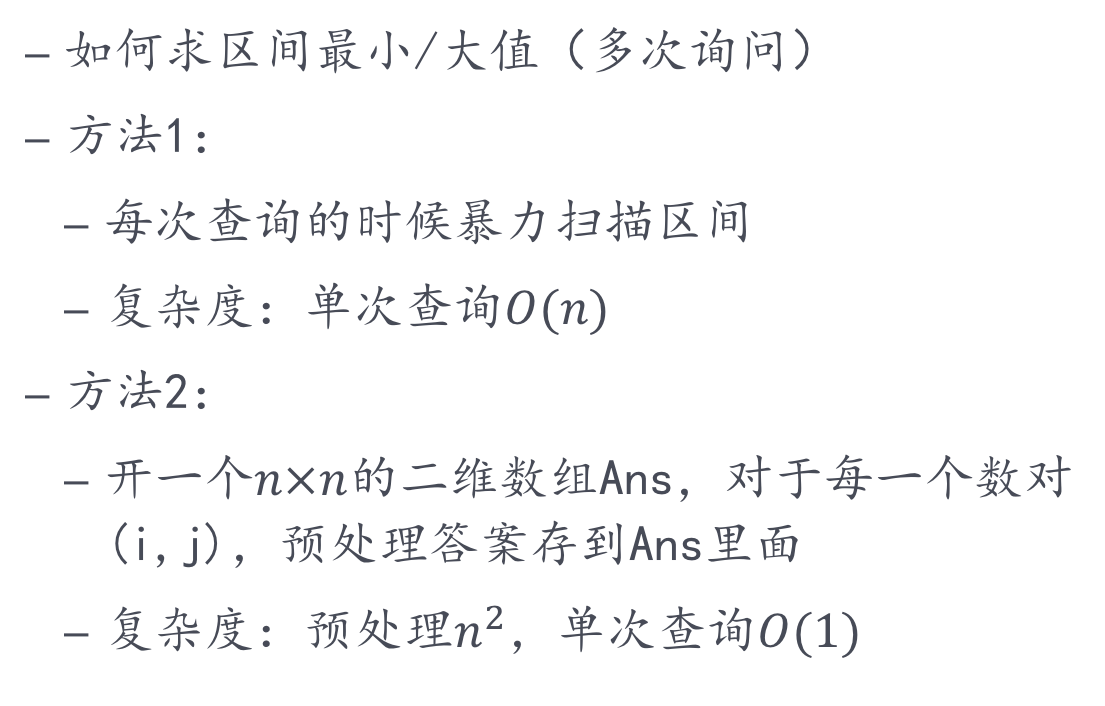 – 如何求区间最小/大值（多次询问）
– 方法1：
– 每次查询的时候暴力扫描区间
– 复杂度：单次查询O(n)
– 方法2：
– 开一个n×n的二维数组Ans，对于每一个数对
(i,j)，预处理答案存到Ans里面
– 复杂度：预处理n²，单次查询O(1)